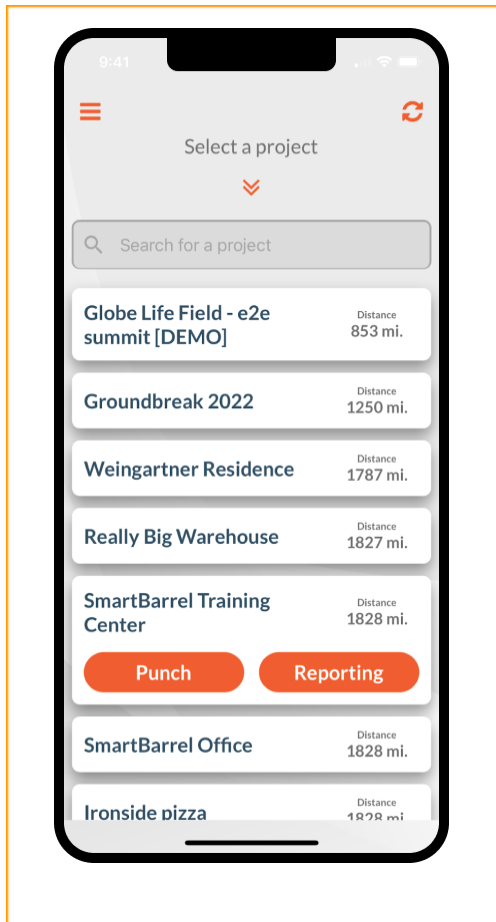 9:41
Select a project
Search for a project
Globe Life Field - e2e
summit [DEMO]
Distance
853 mi.
Groundbreak 2022
Distance
1250 mi.
Weingartner Residence
Distance
1787 mi.
Really Big Warehouse
Distance
1827 mi.
SmartBarrel Training
Center
Distance
1828 mi.
Punch
Reporting
SmartBarrel Office
Distance
1828 mi.
Ironside pizza
Distance
1828 mi